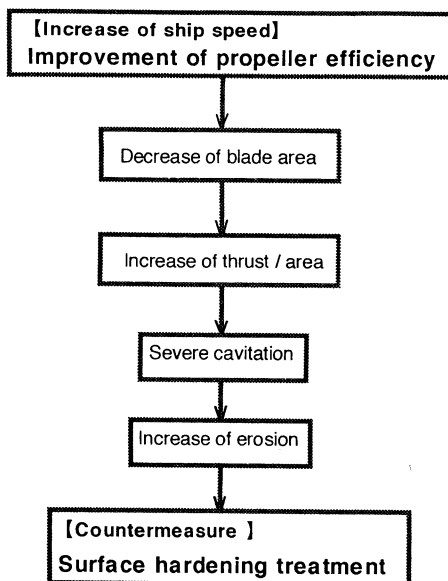 【Increase of ship speed】
Improvement of propeller efficiency
Decrease of blade area
Increase of thrust / area
Severe cavitation
Increase of erosion
【Countermeasure 】
Surface hardening treatment